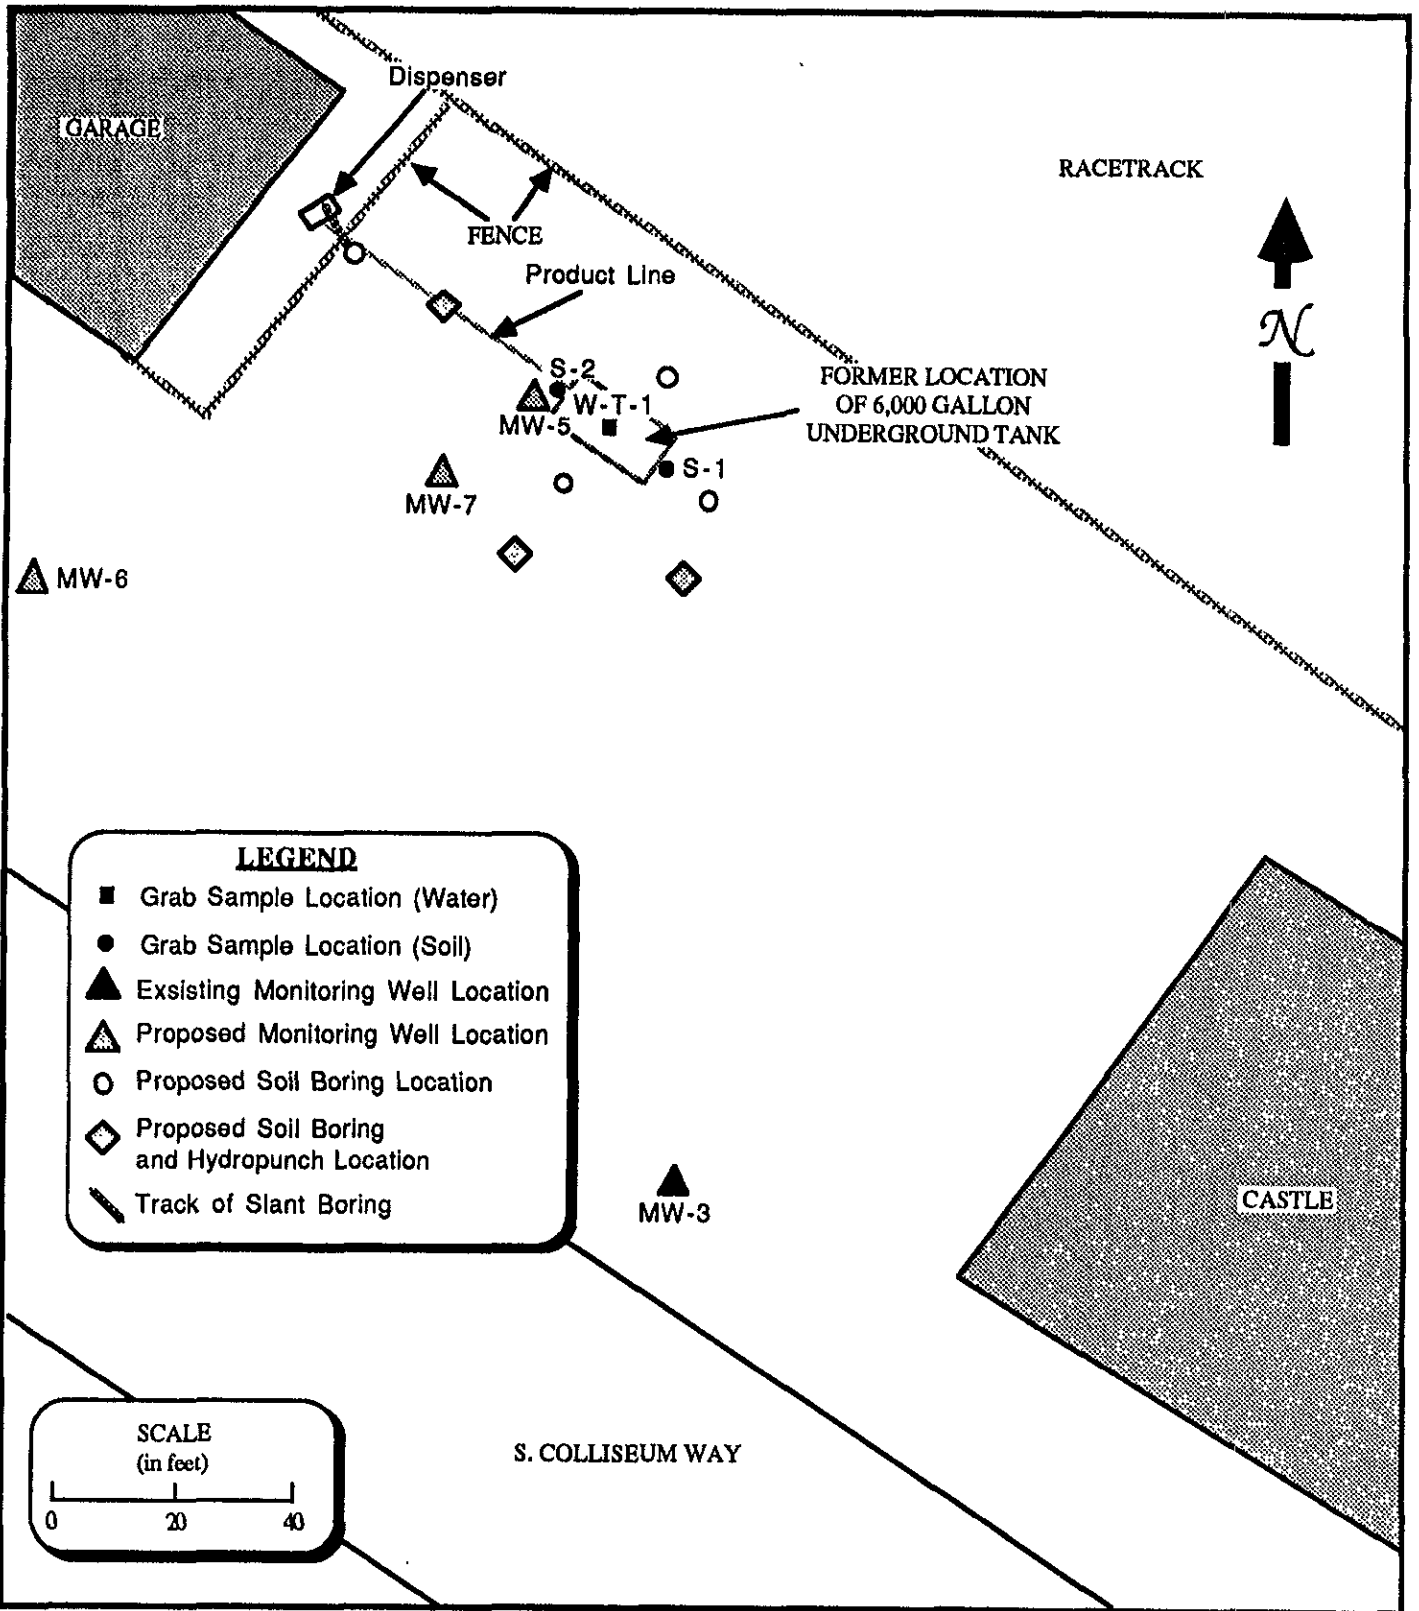 Dispenser
GARAGE
RACETRACK
FENCE
Product Line
N
S-2
W-T-1
MW-5
FORMER LOCATION
OF 6,000 GALLON
UNDERGROUND TANK
S-1
MW-7
MW-6
LEGEND
Grab Sample Location (Water)
Grab Sample Location (Soil)
Exsisting Monitoring Well Location
Proposed Monitoring Well Location
Proposed Soil Boring Location
Proposed Soil Boring
and Hydropunch Location
Track of Slant Boring
MW-3
CASTLE
SCALE
(in feet)
0 20 40
S. COLLISEUM WAY